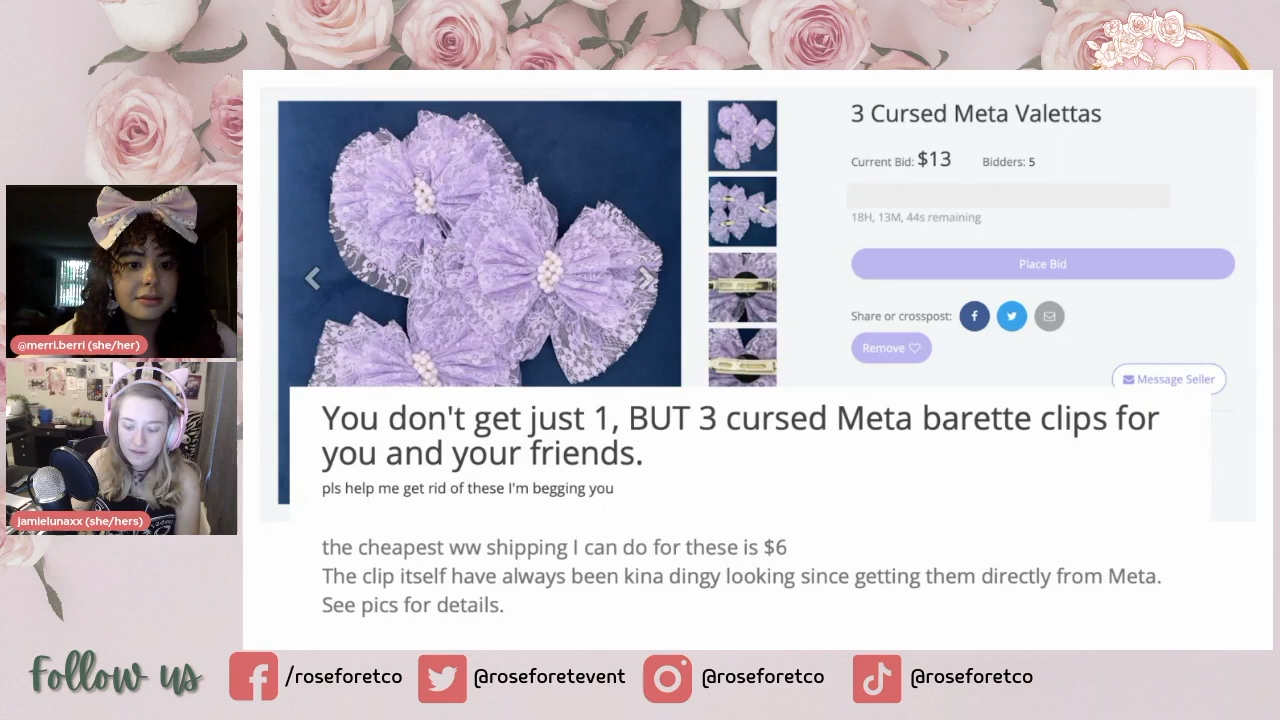 3 Cursed Meta Valettas
Current Bid: $13 Bidders: 5
18H, 13M, 44s remaining
Place Bid
Share or crosspost:
Remove
Message Seller
You don't get just 1, BUT 3 cursed Meta barette clips for
you and your friends.
pls help me get rid of these I'm begging you
the cheapest ww shipping I can do for these is $6
The clip itself have always been kina dingy looking since getting them directly from Meta.
See pics for details.
@merri.berri (she/her)
jamielunaxx (she/hers)
Follow us
/roseforetco
@roseforetevent
@roseforetco
@roseforetco